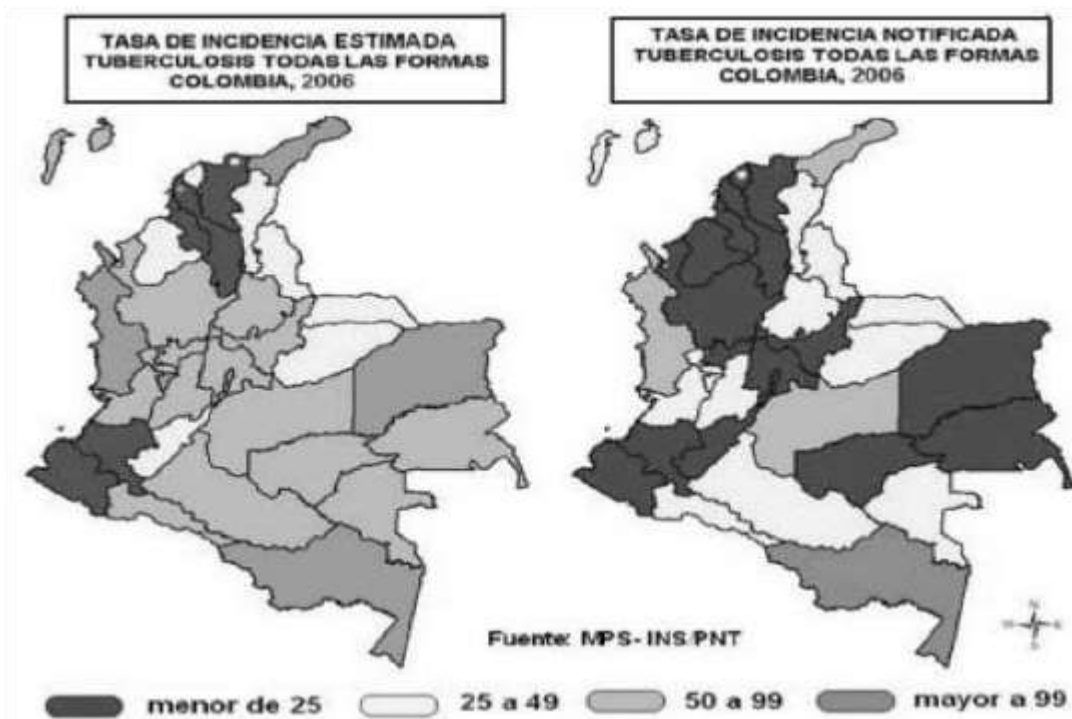 TASA DE INCIDENCIA ESTIMADA
TUBERCULOSIS TODAS LAS FORMAS
COLOMBIA, 2006
TASA DE INCIDENCIA NOTIFICADA
TUBERCULOSIS TODAS LAS FORMAS
COLOMBIA, 2006
Fuente: MPS- INS/PNT
N
W E
S
menor de 25
25 a 49
50 a 99
mayor a 99